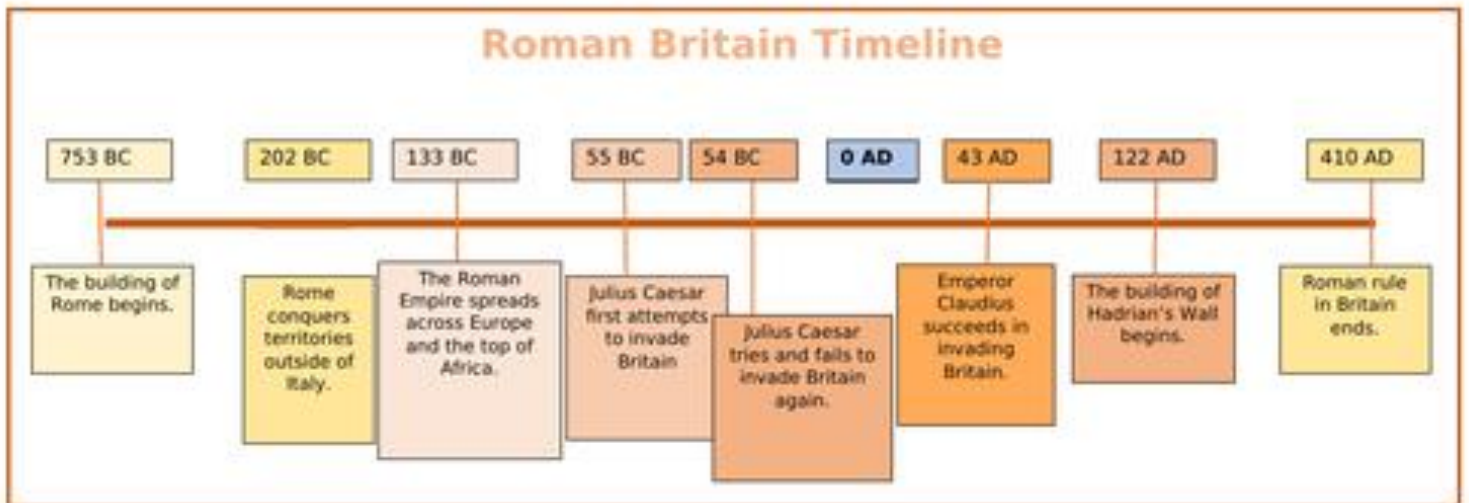 Roman Britain Timeline
753 BC
202 BC
133 BC
55 BC
54 BC
0 AD
43 AD
122 AD
410 AD
The building of
Rome begins.
Rome
conquers
territories
outside of
Italy.
The Roman
Empire spreads
across Europe
and the top of
Africa.
Julius Caesar
first attempts
to invade
Britain
Julius Caesar
tries and fails to
invade Britain
again.
Emperor
Claudius
succeeds in
invading
Britain.
The building of
Hadrian's Wall
begins.
Roman rule
in Britain
ends.